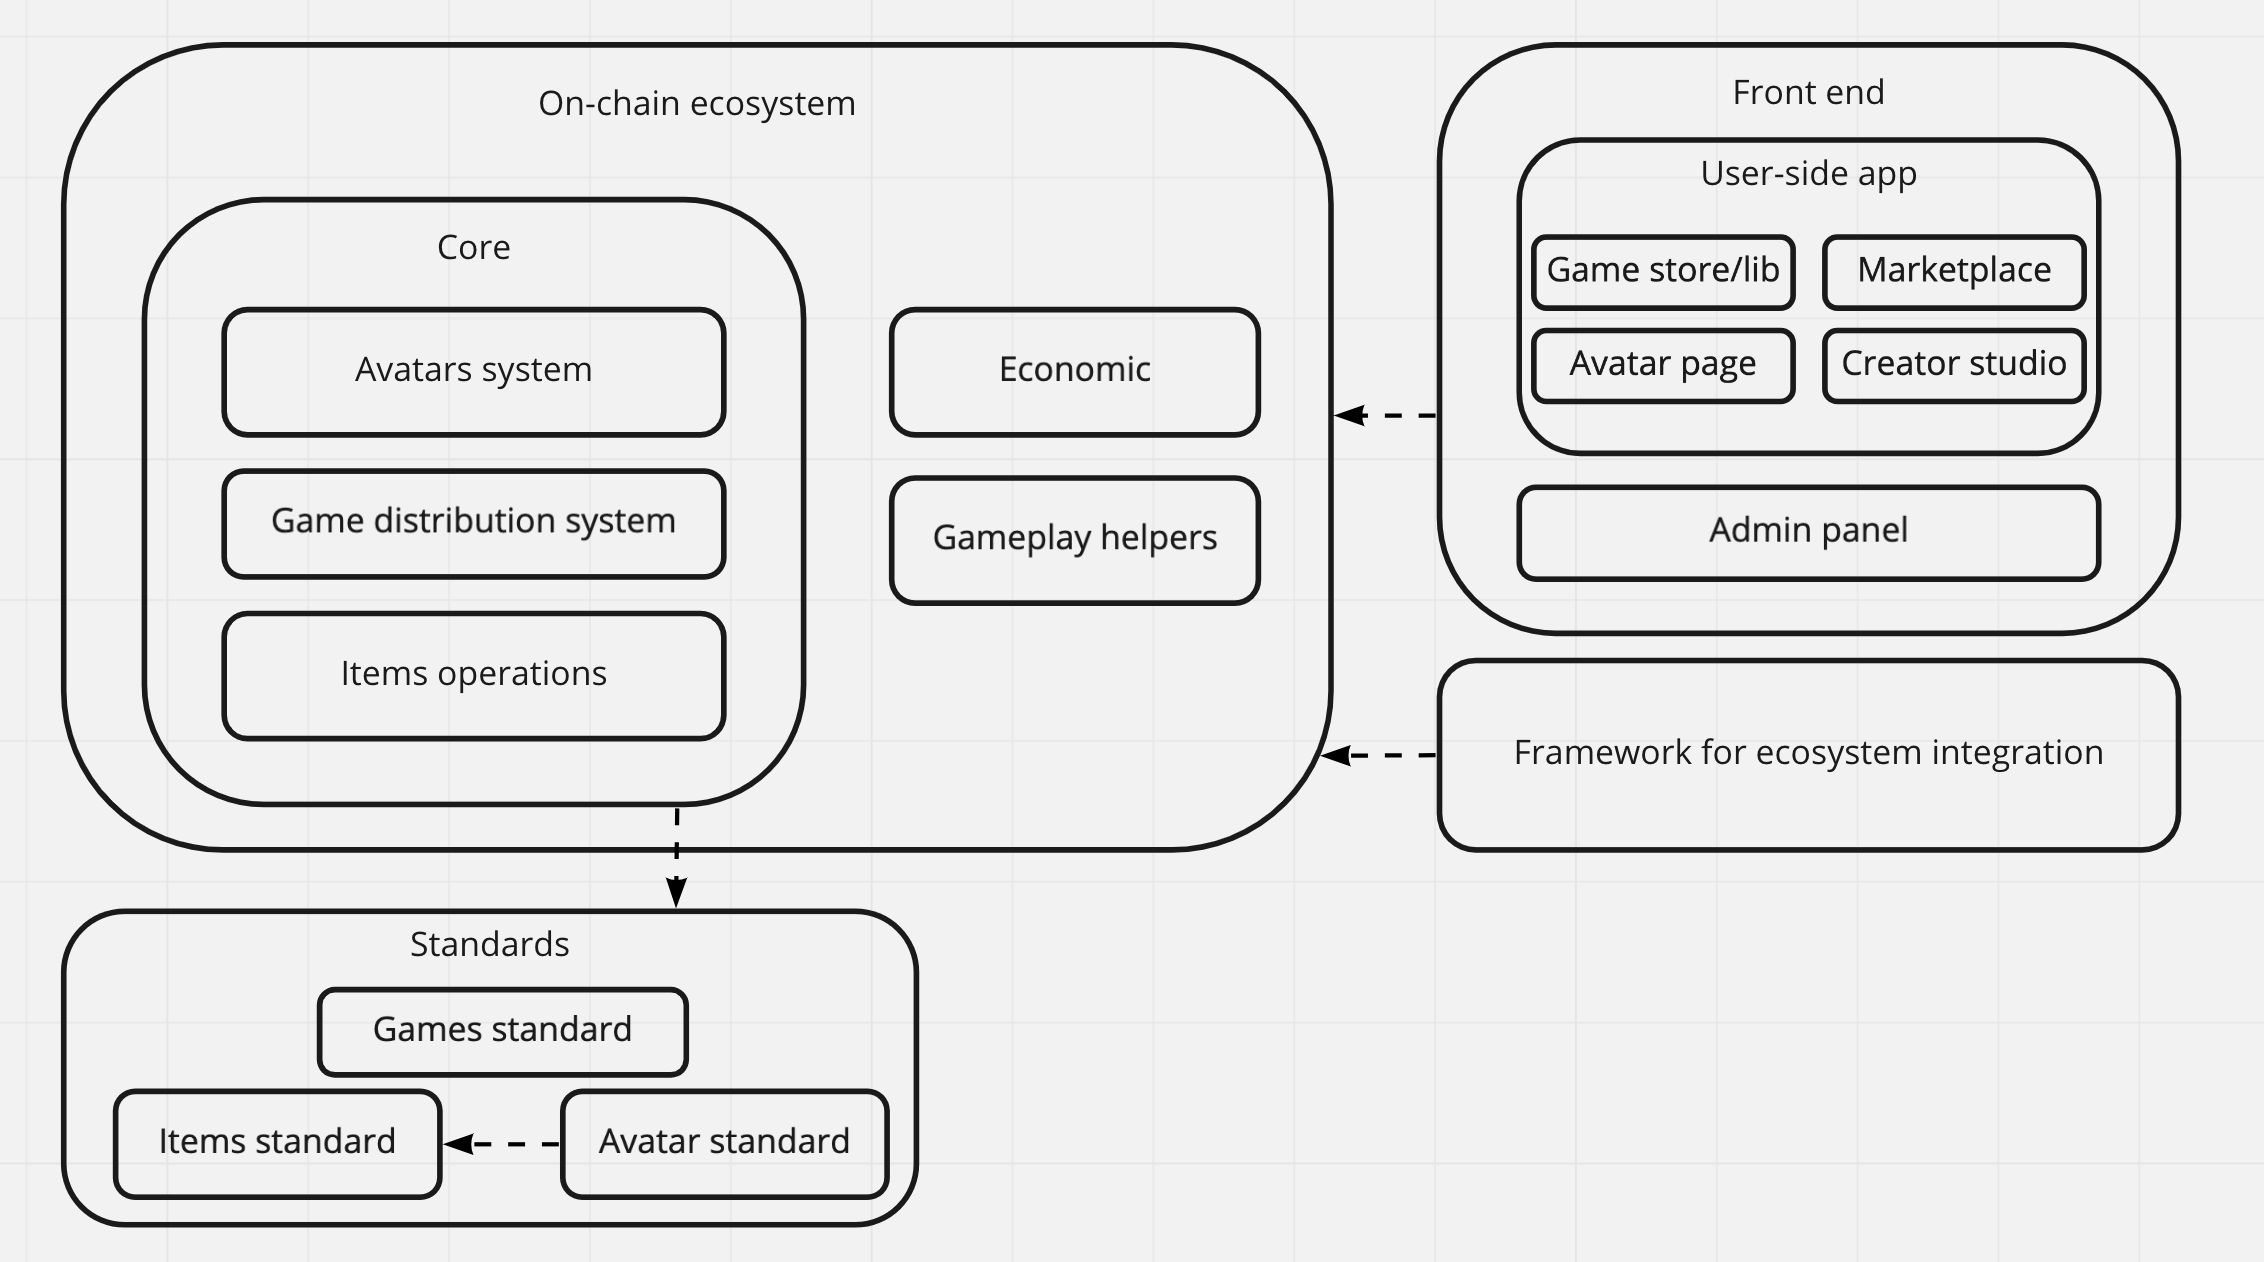 On-chain ecosystem
Core
Avatars system
Game distribution system
Items operations
Economic
Gameplay helpers
Front end
User-side app
Game store/lib
Marketplace
Avatar page
Creator studio
Admin panel
Framework for ecosystem integration
Standards
Games standard
Items standard
Avatar standard